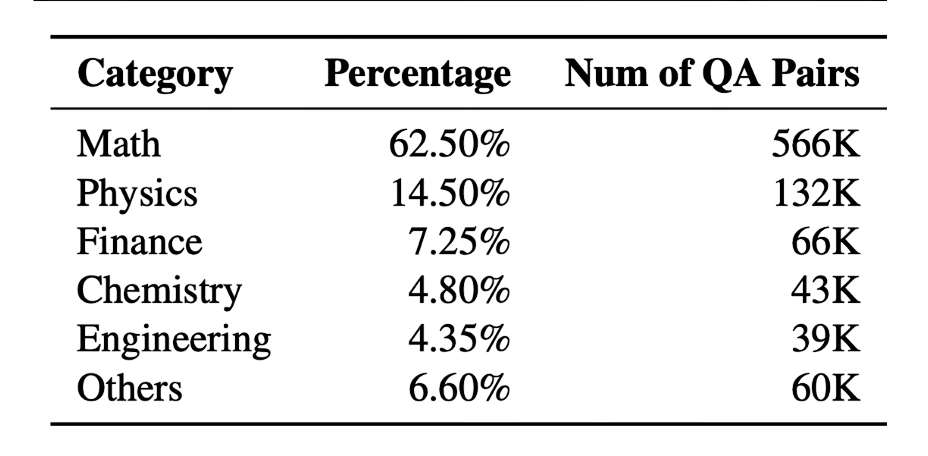 Category Percentage Num of QA Pairs
Math 62.50% 566K
Physics 14.50% 132K
Finance 7.25% 66K
Chemistry 4.80% 43K
Engineering 4.35% 39K
Others 6.60% 60K